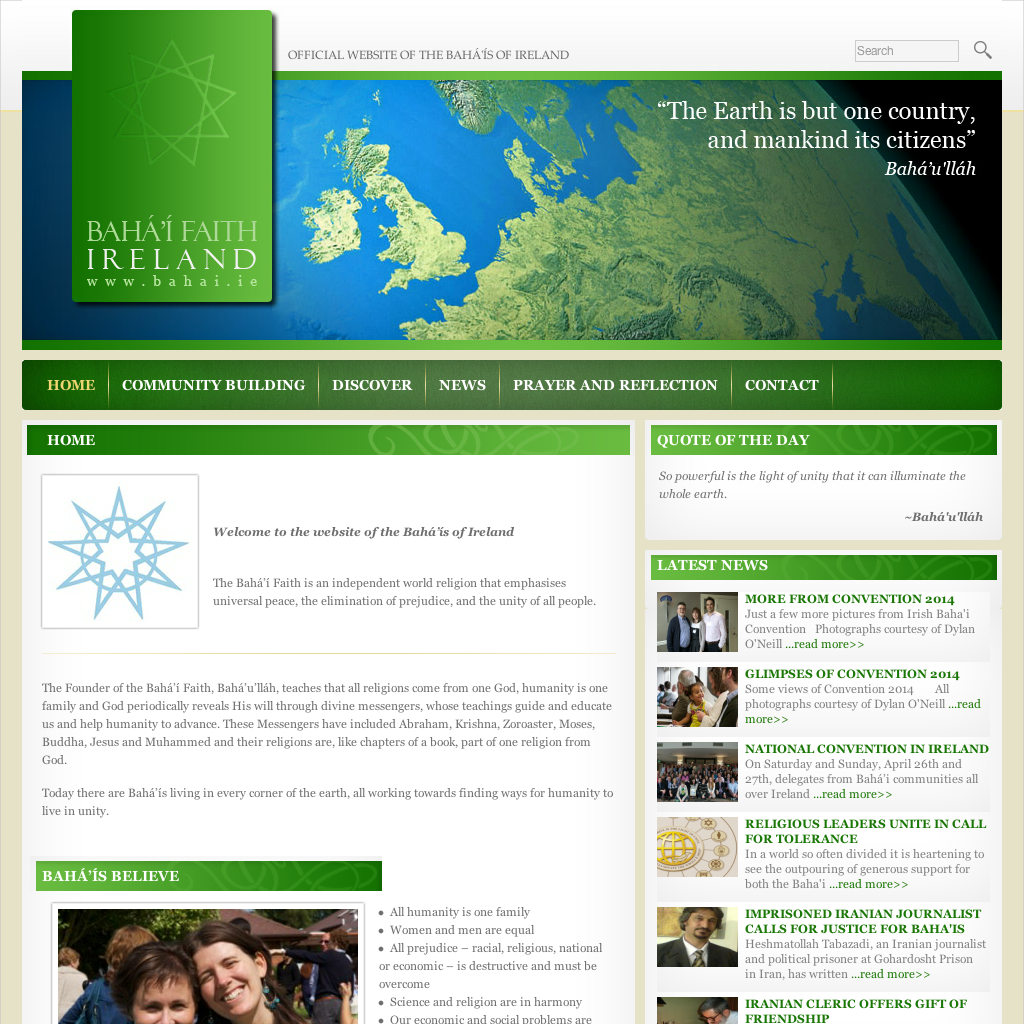 OFFICIAL WEBSITE OF THE BAHÁ'ÍS OF IRELAND
Search
BAHÁ'Í FAITH
IRELAND
www.bahai.ie
“The Earth is but one country,
and mankind its citizens”
Bahá’u'lláh
HOME
COMMUNITY BUILDING
DISCOVER
NEWS
PRAYER AND REFLECTION
CONTACT
HOME
Welcome to the website of the Bahá’ís of Ireland
The Bahá’í Faith is an independent world religion that emphasises
universal peace, the elimination of prejudice, and the unity of all people.
The Founder of the Bahá’í Faith, Bahá’u’lláh, teaches that all religions come from one God, humanity is one
family and God periodically reveals His will through divine messengers, whose teachings guide and educate
us and help humanity to advance. These Messengers have included Abraham, Krishna, Zoroaster, Moses,
Buddha, Jesus and Muhammed and their religions are, like chapters of a book, part of one religion from
God.
Today there are Bahá’ís living in every corner of the earth, all working towards finding ways for humanity to
live in unity.
BAHÁ’ÍS BELIEVE
• All humanity is one family
• Women and men are equal
• All prejudice – racial, religious, national
or economic – is destructive and must be
overcome
• Science and religion are in harmony
• Our economic and social problems are
QUOTE OF THE DAY
So powerful is the light of unity that it can illuminate the
whole earth.
~Bahá'u'lláh
LATEST NEWS
MORE FROM CONVENTION 2014
Just a few more pictures from Irish Baha'i
Convention   Photographs courtesy of Dylan
O'Neill ...read more>>
GLIMPSES OF CONVENTION 2014
Some views of Convention 2014       All
photographs courtesy of Dylan O'Neill ...read
more>>
NATIONAL CONVENTION IN IRELAND
On Saturday and Sunday, April 26th and
27th, delegates from Bahá’í communities all
over Ireland ...read more>>
RELIGIOUS LEADERS UNITE IN CALL
FOR TOLERANCE
In a world so often divided it is heartening to
see the outpouring of generous support for
both the Baha'i ...read more>>
IMPRISONED IRANIAN JOURNALIST
CALLS FOR JUSTICE FOR BAHA'IS
Heshmatollah Tabazadi, an Iranian journalist
and political prisoner at Gohardosht Prison
in Iran, has written ...read more>>
IRANIAN CLERIC OFFERS GIFT OF
FRIENDSHIP